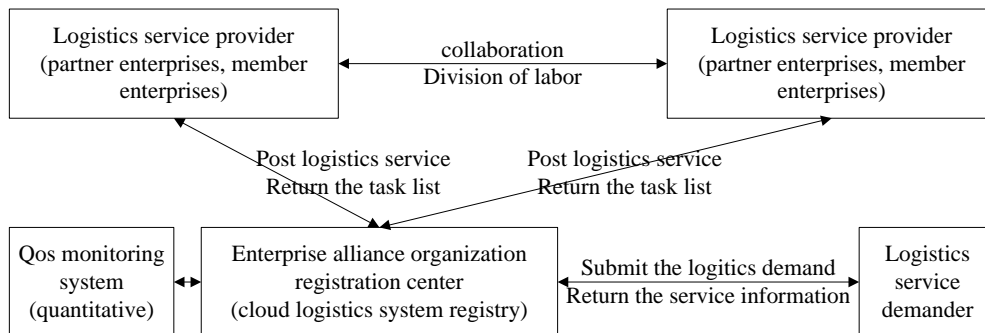 Logistics service provider
(partner enterprises, member
enterprises)
collaboration
Division of labor
Logistics service provider
(partner enterprises, member
enterprises)
Post logistics service
Return the task list
Post logistics service
Return the task list
Qos monitoring
system
(quantitative)
Enterprise alliance organization
registration center
(cloud logistics system registry)
Submit the logitics demand
Return the service information
Logistics
service
demander